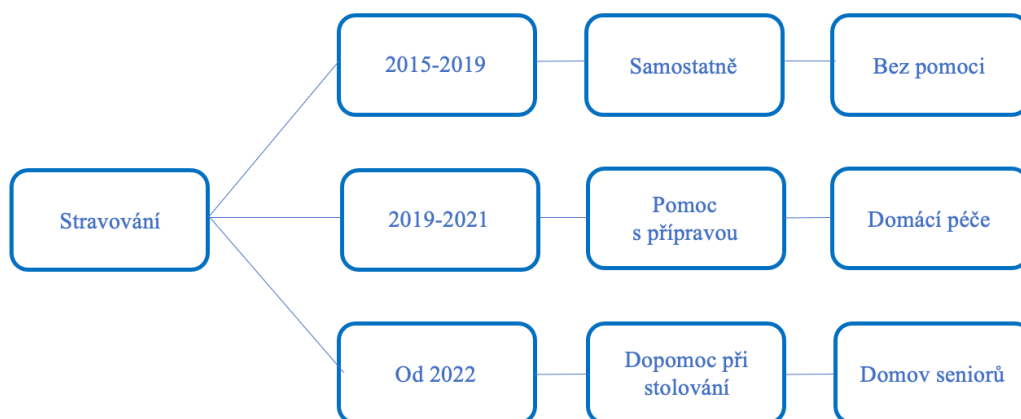 2015-2019
Samostatně
Bez pomoci
Stravování
2019-2021
Pomoc
s přípravou
Domácí péče
Od 2022
Dopomoc při
stolování
Domov seniorů